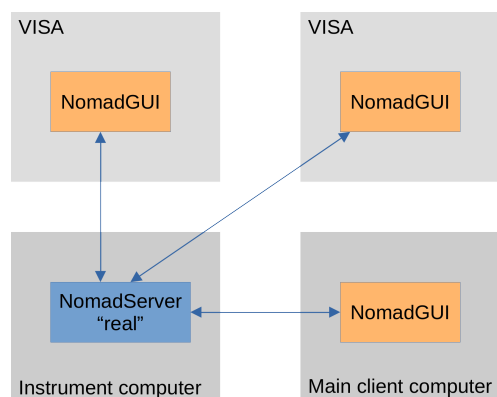 VISA
VISA
NomadGUI
NomadGUI
NomadServer
“real”
NomadGUI
Instrument computer
Main client computer